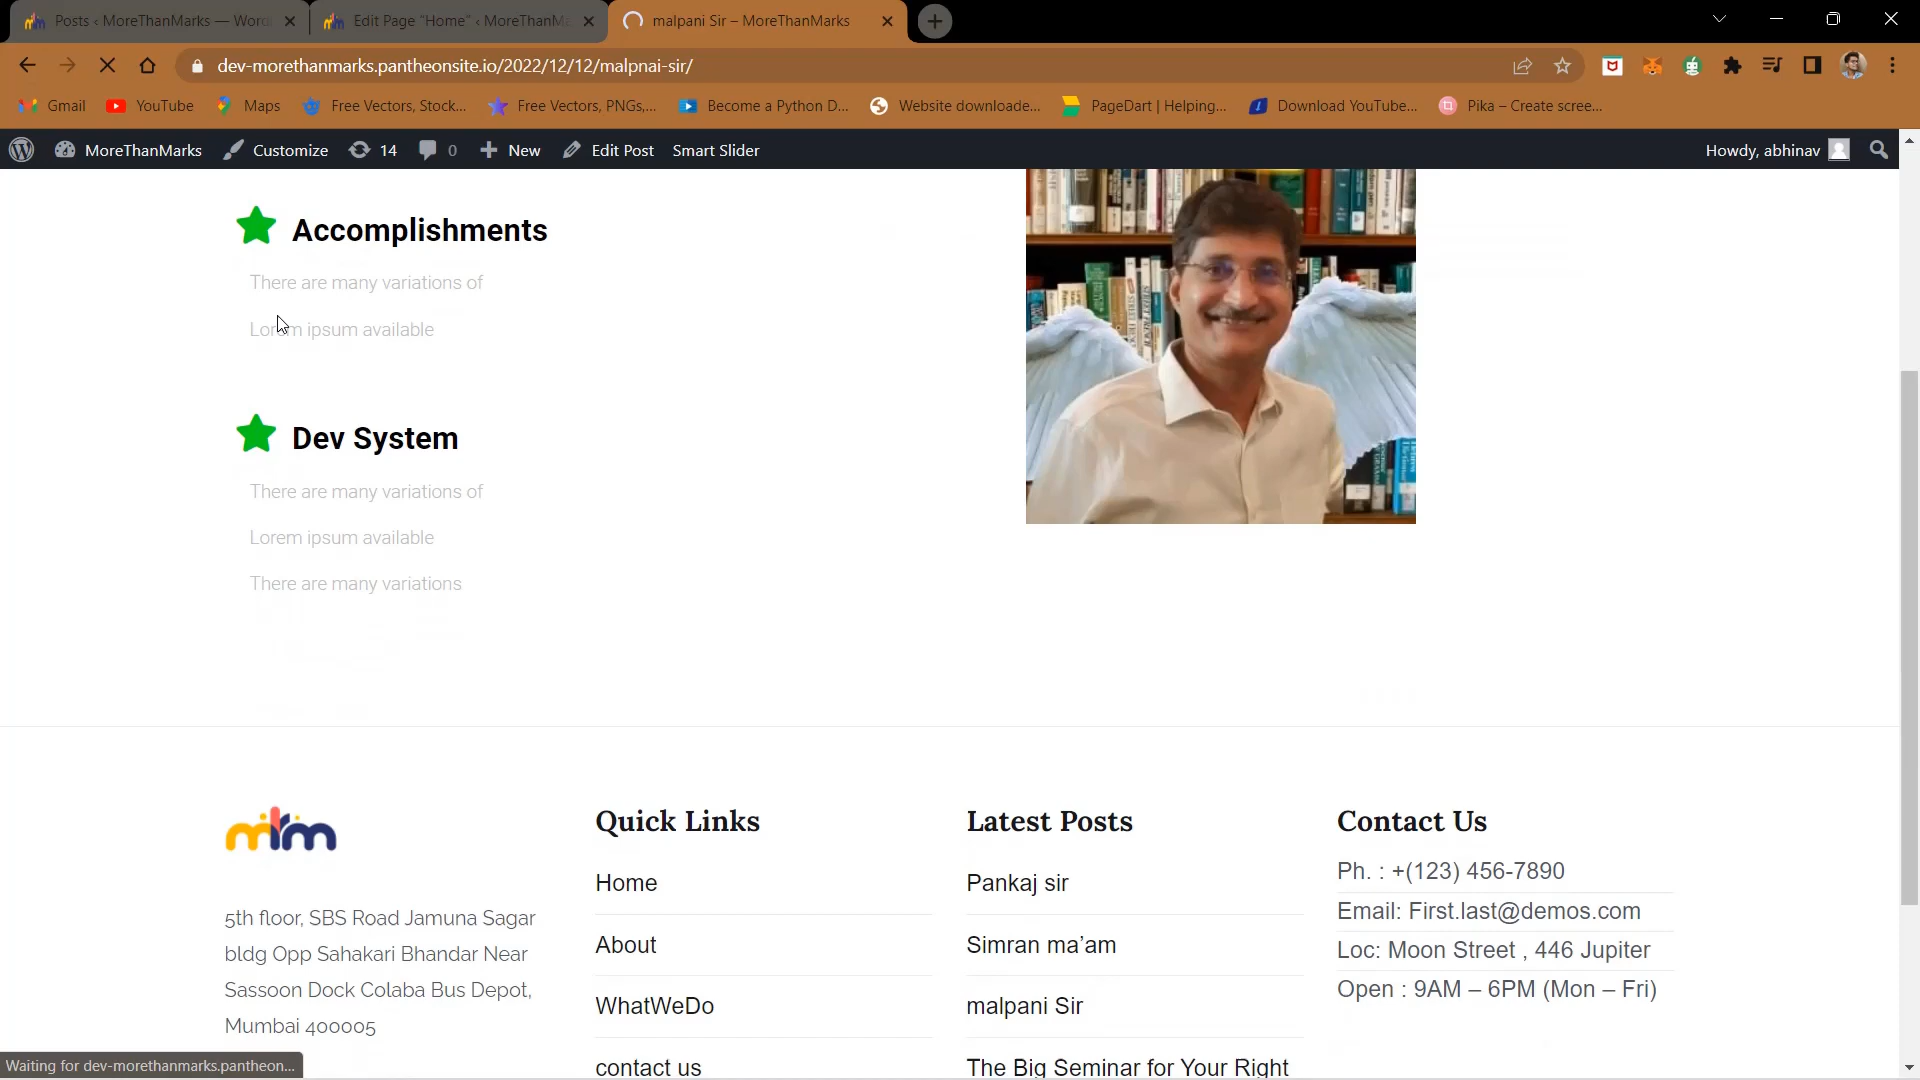 Posts ‹ MoreThanMarks — Word
Edit Page "Home" ‹ MoreThanMa
malpani Sir – MoreThanMarks
dev-morethanmarks.pantheonsite.io/2022/12/12/malpnai-sir/
Gmail
YouTube
Maps
Free Vectors, Stock...
Free Vectors, PNGs,...
Become a Python D...
Website downloade...
PageDart | Helping...
Download YouTube...
Pika – Create scree...
MoreThanMarks
Customize
14
0
New
Edit Post
Smart Slider
Howdy, abhinav
Accomplishments
There are many variations of
Lorem ipsum available
Dev System
There are many variations of
Lorem ipsum available
There are many variations
mtm
5th floor, SBS Road Jamuna Sagar
bldg Opp Sahakari Bhandar Near
Sassoon Dock Colaba Bus Depot,
Mumbai 400005
Quick Links
Home
About
WhatWeDo
contact us
Latest Posts
Pankaj sir
Simran ma’am
malpani Sir
The Big Seminar for Your Right
Contact Us
Ph. : +(123) 456-7890
Email: First.last@demos.com
Loc: Moon Street , 446 Jupiter
Open : 9AM – 6PM (Mon – Fri)
Waiting for dev-morethanmarks.pantheon...